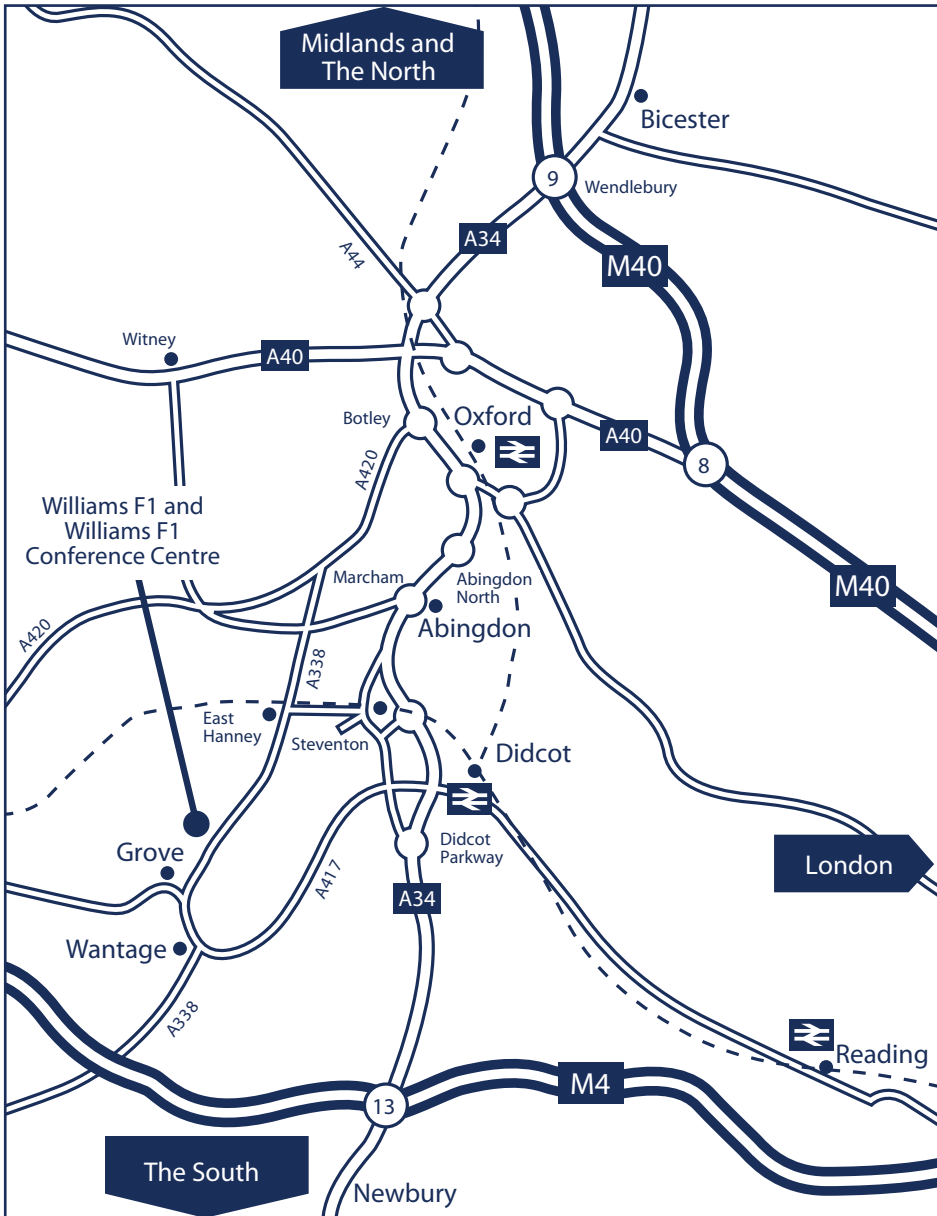 Midlands and
The North
Bicester
9
Wendlebury
A34
A44
M40
Witney
A40
Botley
Oxford
A40
8
A420
Williams F1 and
Williams F1
Conference Centre
M40
Marcham
Abingdon
North
Abingdon
A420
A338
East
Hanney
Steventon
Didcot
Grove
Didcot
Parkway
London
A417
A34
Wantage
A338
Reading
M4
13
The South
Newbury